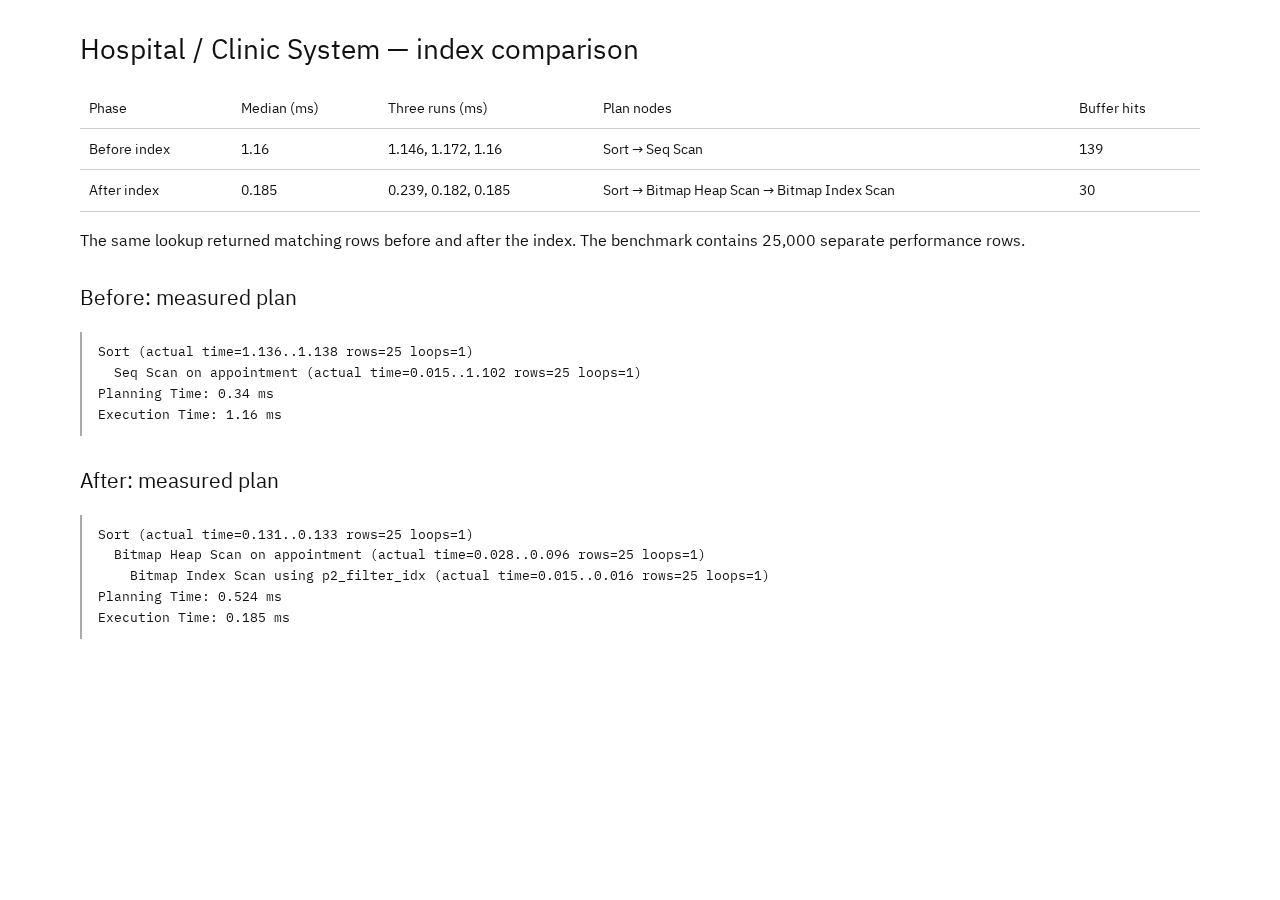 Hospital / Clinic System — index comparison
Phase Median (ms) Three runs (ms) Plan nodes Buffer hits
Before index 1.16 1.146, 1.172, 1.16 Sort → Seq Scan 139
After index 0.185 0.239, 0.182, 0.185 Sort → Bitmap Heap Scan → Bitmap Index Scan 30
The same lookup returned matching rows before and after the index. The benchmark contains 25,000 separate performance rows.
Before: measured plan
Sort (actual time=1.136..1.138 rows=25 loops=1)
  Seq Scan on appointment (actual time=0.015..1.102 rows=25 loops=1)
Planning Time: 0.34 ms
Execution Time: 1.16 ms
After: measured plan
Sort (actual time=0.131..0.133 rows=25 loops=1)
  Bitmap Heap Scan on appointment (actual time=0.028..0.096 rows=25 loops=1)
    Bitmap Index Scan using p2_filter_idx (actual time=0.015..0.016 rows=25 loops=1)
Planning Time: 0.524 ms
Execution Time: 0.185 ms